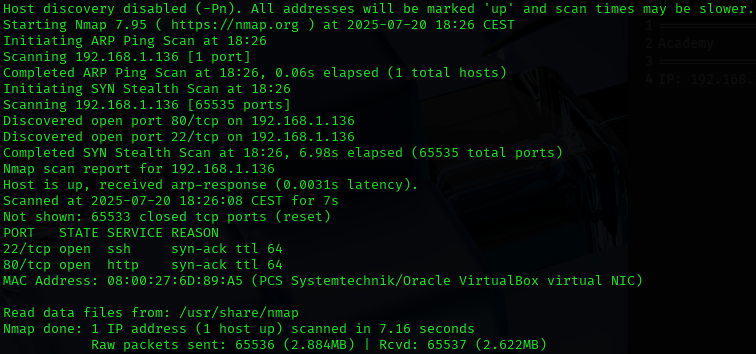 Host discovery disabled (-Pn). All addresses will be marked 'up' and scan times may be slower.
Starting Nmap 7.95 ( https://nmap.org ) at 2025-07-20 18:26 CEST
Initiating ARP Ping Scan at 18:26
Scanning 192.168.1.136 [1 port]
Completed ARP Ping Scan at 18:26, 0.06s elapsed (1 total hosts)
Initiating SYN Stealth Scan at 18:26
Scanning 192.168.1.136 [65535 ports]
Discovered open port 80/tcp on 192.168.1.136
Discovered open port 22/tcp on 192.168.1.136
Completed SYN Stealth Scan at 18:26, 6.98s elapsed (65535 total ports)
Nmap scan report for 192.168.1.136
Host is up, received arp-response (0.0031s latency).
Scanned at 2025-07-20 18:26:08 CEST for 7s
Not shown: 65533 closed tcp ports (reset)
PORT   STATE SERVICE REASON
22/tcp open  ssh     syn-ack ttl 64
80/tcp open  http    syn-ack ttl 64
MAC Address: 08:00:27:6D:89:A5 (PCS Systemtechnik/Oracle VirtualBox virtual NIC)
Read data files from: /usr/share/nmap
Nmap done: 1 IP address (1 host up) scanned in 7.16 seconds
Raw packets sent: 65536 (2.884MB) | Rcvd: 65537 (2.622MB)
1
2 Academy
3
4 IP: 192.168.